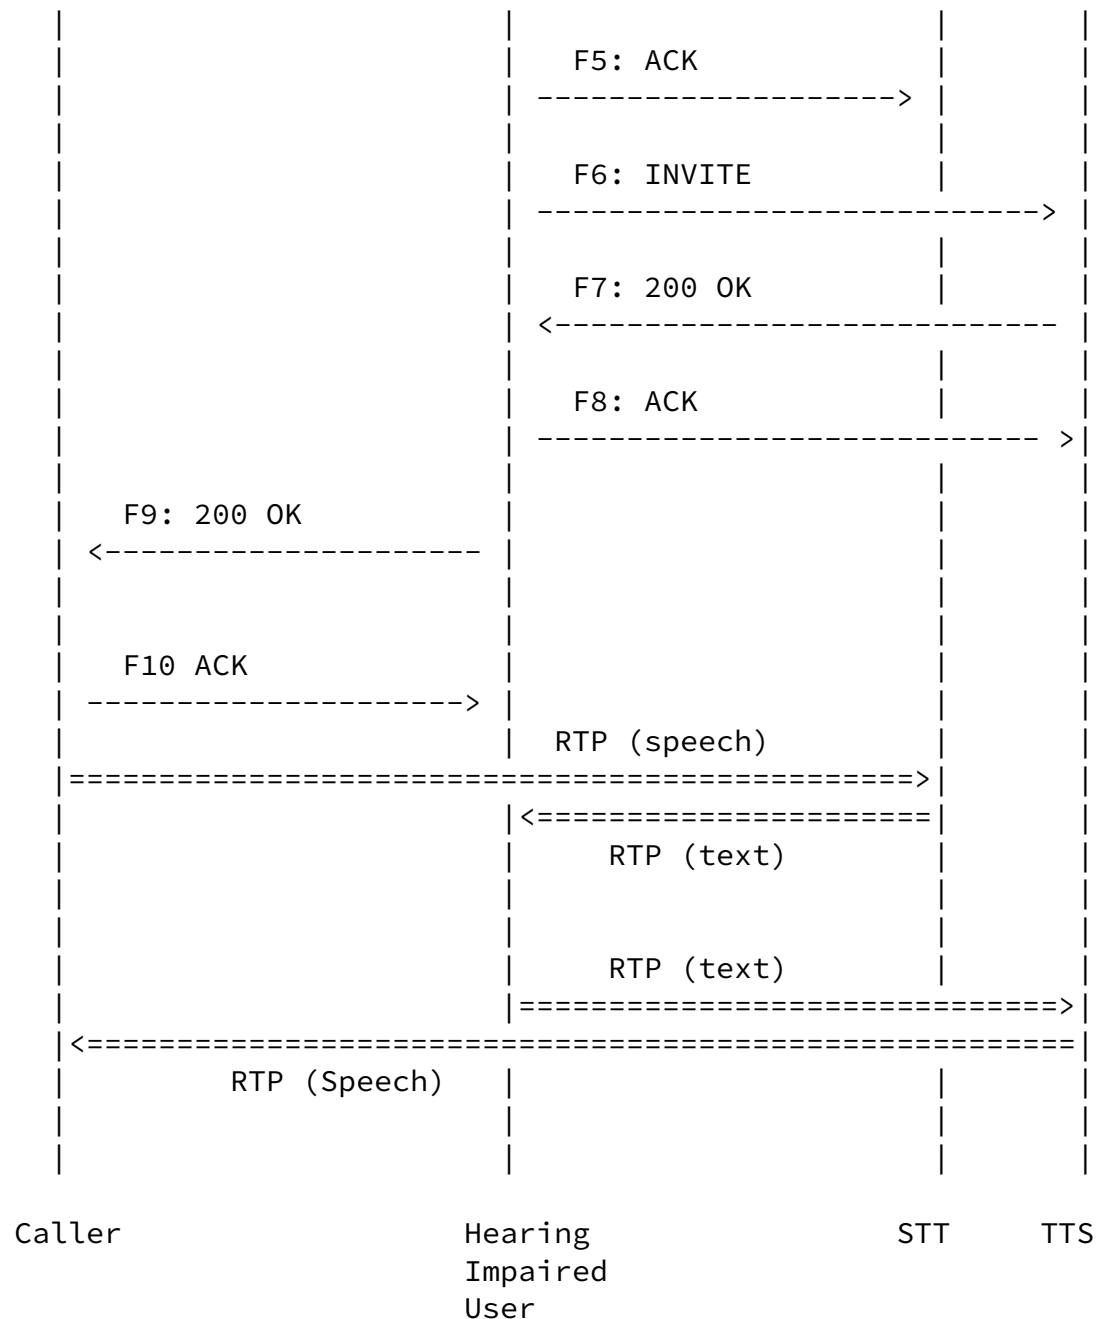 F5: ACK
------------------->
F6: INVITE
---------------------------->
F7: 200 OK
<----------------------------
F8: ACK
---------------------------- >
F9: 200 OK
<---------------------
F10 ACK
--------------------->
RTP (speech)
===============================================>
<======================
RTP (text)
RTP (text)
==============================>
<=======================================================
RTP (Speech)
Caller Hearing STT TTS
Impaired
User